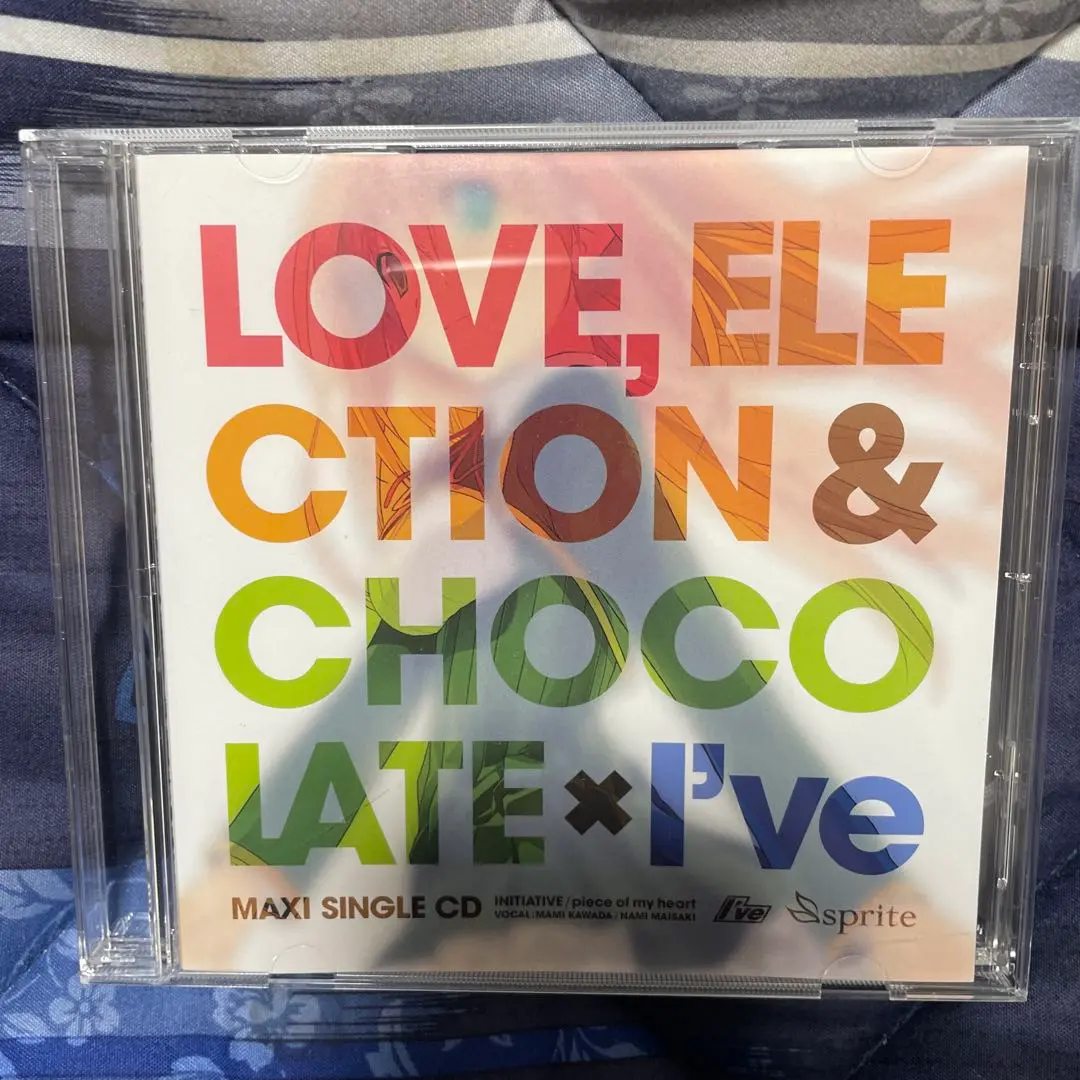 LOVE, ELE
CTION &
CHOCO
LATE × I've
MAXI SINGLE CD
INITIATIVE / piece of my heart
VOCAL : MAMI KAWADA / NAMI MAISAKI
I've
sprite